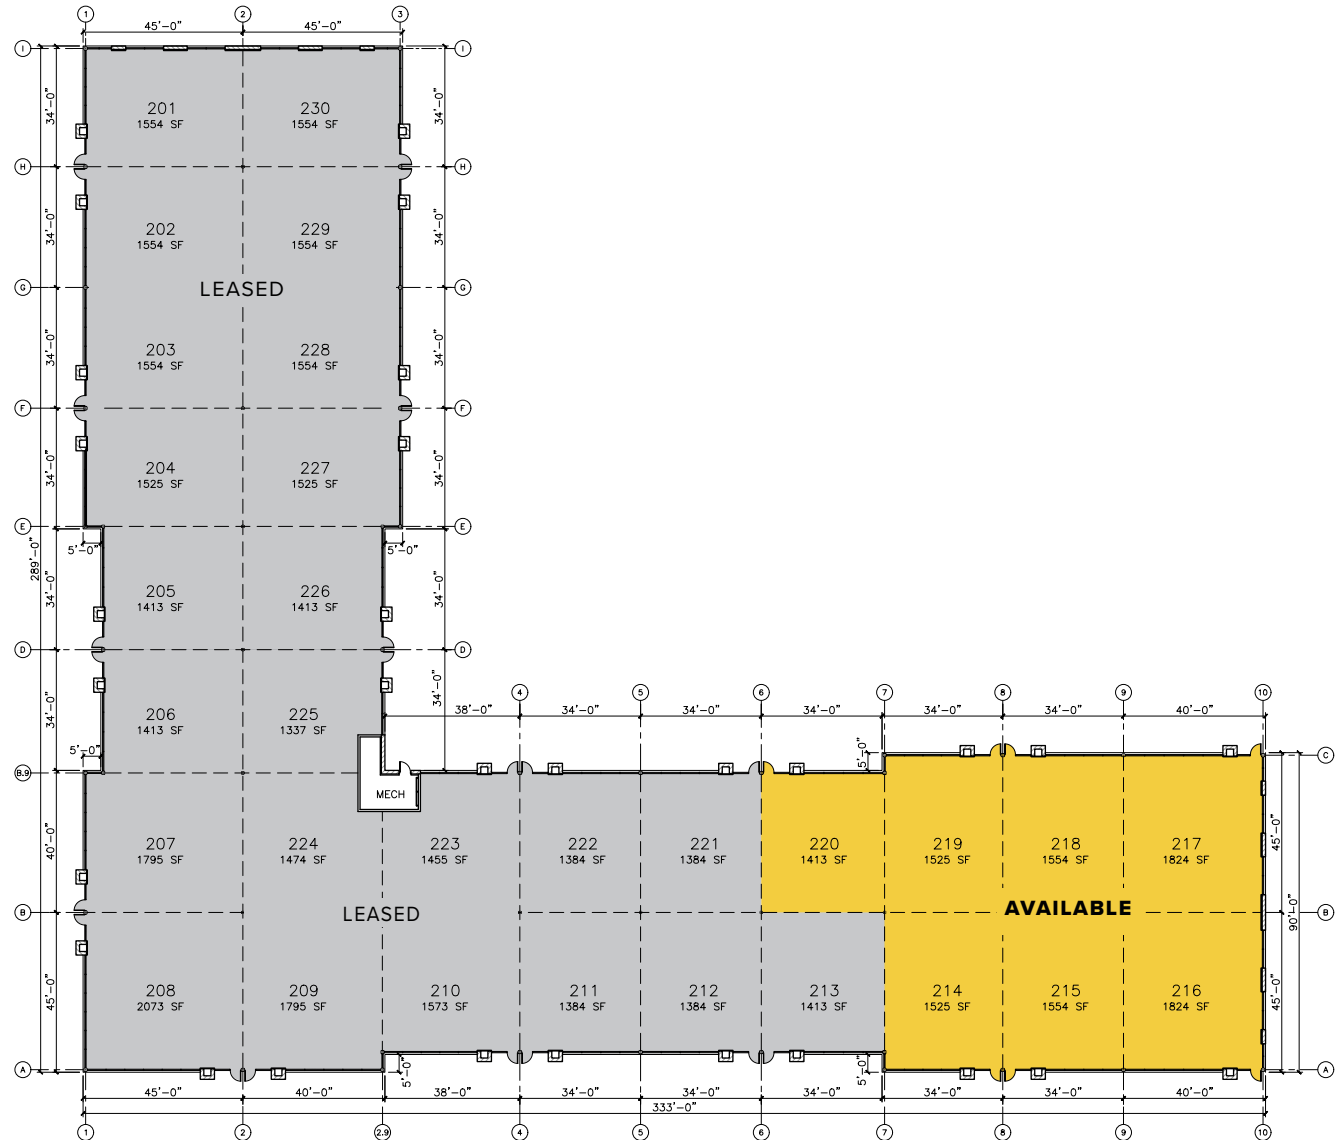 1 2 3
45'-0" 45'-0"
I I
34'-0" 34'-0"
201 230
1554 SF 1554 SF
H H
34'-0" 34'-0"
202 229
1554 SF 1554 SF
LEASED
G G
34'-0" 34'-0"
203 228
1554 SF 1554 SF
F F
34'-0" 34'-0"
204 227
1525 SF 1525 SF
E E
5'-0" 5'-0"
289'-0"
34'-0" 34'-0"
205 226
1413 SF 1413 SF
D D
34'-0" 34'-0"
4 5 6 7 8 9 10
38'-0" 34'-0" 34'-0" 34'-0" 34'-0" 34'-0" 40'-0"
206 225
1413 SF 1337 SF
5'-0" 5'-0"
C
B.9
MECH
40'-0" 45'-0"
207 224 223 222 221 220 219 218 217
1795 SF 1474 SF 1455 SF 1384 SF 1384 SF 1413 SF 1525 SF 1554 SF 1824 SF
LEASED AVAILABLE
B B
90'-0"
45'-0" 45'-0"
208 209 210 211 212 213 214 215 216
2073 SF 1795 SF 1573 SF 1384 SF 1384 SF 1413 SF 1525 SF 1554 SF 1824 SF
5'-0" 5'-0"
A A
45'-0" 40'-0" 38'-0" 34'-0" 34'-0" 34'-0" 34'-0" 34'-0" 40'-0"
333'-0"
1 2 2.9 4 5 6 7 8 9 10